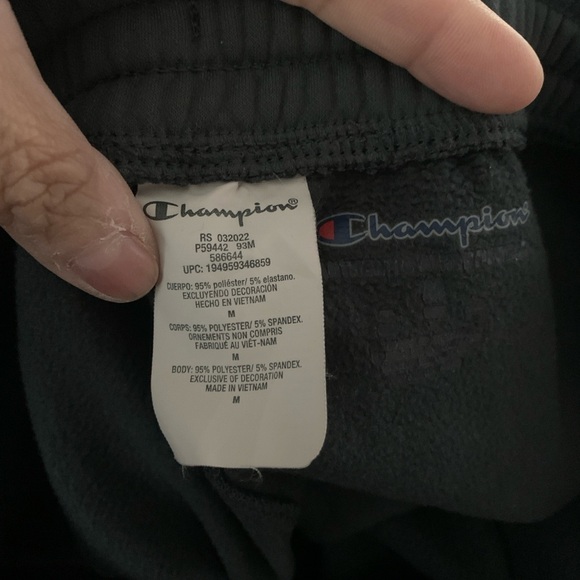 Champion®
RS 032022
P59442 93M
586644
UPC: 194959346859
CUERPO: 95% poliéster/ 5% elastano.
EXCLUYENDO DECORACIÓN
HECHO EN VIETNAM
M
CORPS: 95% POLYESTER/ 5% SPANDEX.
ORNEMENTS NON COMPRIS
FABRIQUÉ AU VIÊT-NAM
M
BODY: 95% POLYESTER/ 5% SPANDEX.
EXCLUSIVE OF DECORATION
MADE IN VIETNAM
M
Champion